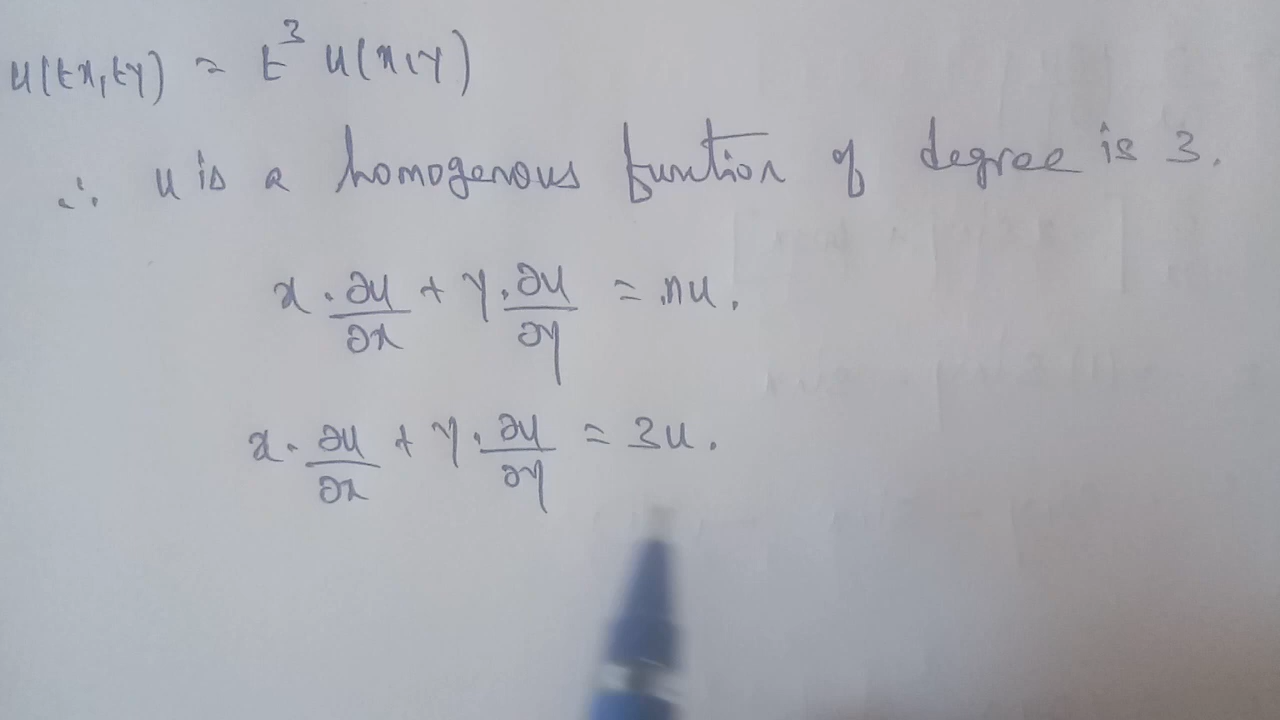 u(tx,ty) = t³ u(x,y)
∴ u is a homogenous function of degree is 3.
x . ∂u/∂x + y . ∂u/∂y = nu.
x . ∂u/∂x + y . ∂u/∂y = 3u.